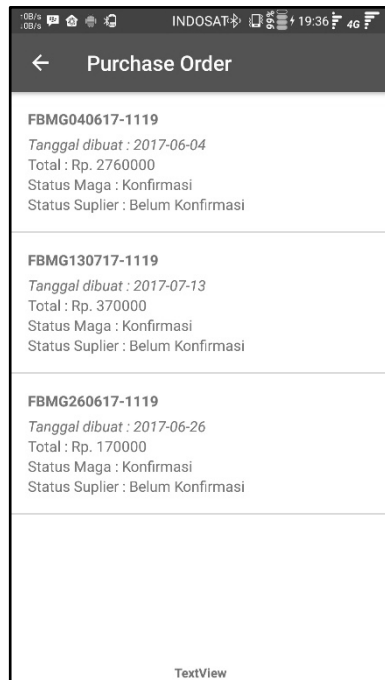 ↑0B/s
↓0B/s
INDOSAT
99%
19:36
4G
Purchase Order
FBMG040617-1119
Tanggal dibuat : 2017-06-04
Total : Rp. 2760000
Status Maga : Konfirmasi
Status Suplier : Belum Konfirmasi
FBMG130717-1119
Tanggal dibuat : 2017-07-13
Total : Rp. 370000
Status Maga : Konfirmasi
Status Suplier : Belum Konfirmasi
FBMG260617-1119
Tanggal dibuat : 2017-06-26
Total : Rp. 170000
Status Maga : Konfirmasi
Status Suplier : Belum Konfirmasi
TextView